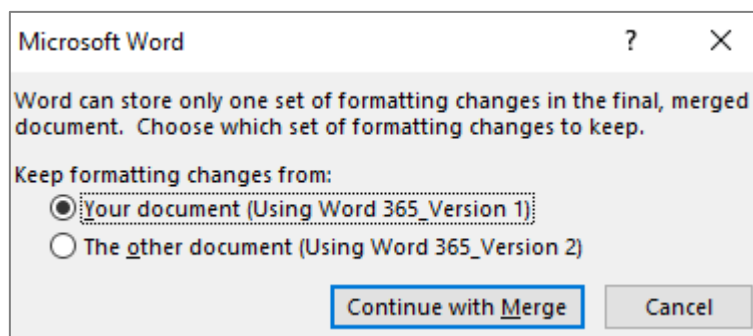 Microsoft Word
?
Word can store only one set of formatting changes in the final, merged
document. Choose which set of formatting changes to keep.
Keep formatting changes from:
Your document (Using Word 365_Version 1)
The other document (Using Word 365_Version 2)
Continue with Merge
Cancel